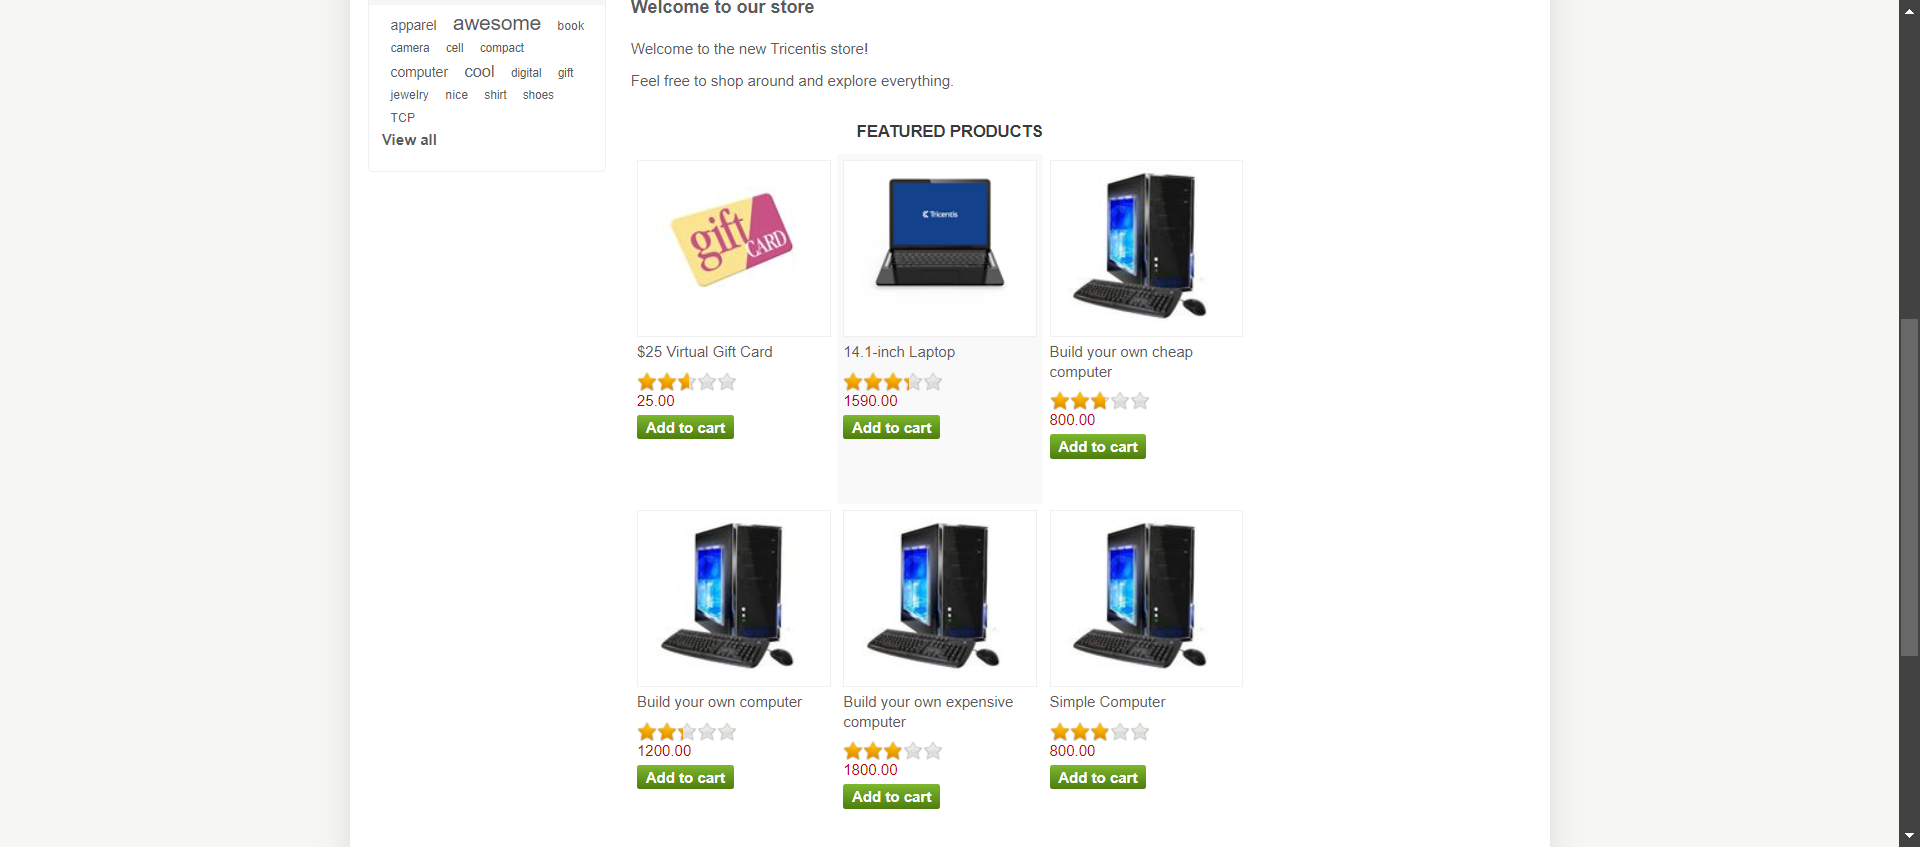 apparel awesome book
camera cell compact
computer cool digital gift
jewelry nice shirt shoes
TCP
View all
Welcome to our store
Welcome to the new Tricentis store!
Feel free to shop around and explore everything.
FEATURED PRODUCTS
gift CARD
Tricentis
$25 Virtual Gift Card
25.00
Add to cart
14.1-inch Laptop
1590.00
Add to cart
Build your own cheap
computer
800.00
Add to cart
Build your own computer
1200.00
Add to cart
Build your own expensive
computer
1800.00
Add to cart
Simple Computer
800.00
Add to cart